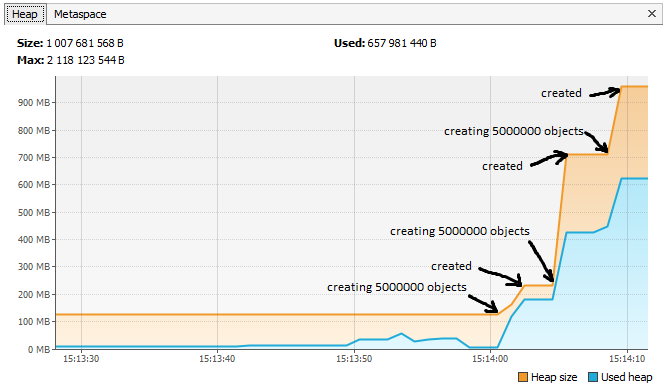 Heap Metaspace ×
Size: 1 007 681 568 B Used: 657 981 440 B
Max: 2 118 123 544 B
900 MB
800 MB
700 MB
600 MB
500 MB
400 MB
300 MB
200 MB
100 MB
0 MB
created
creating 5000000 objects
created
creating 5000000 objects
created
creating 5000000 objects
15:13:30 15:13:40 15:13:50 15:14:00 15:14:10
Heap size Used heap